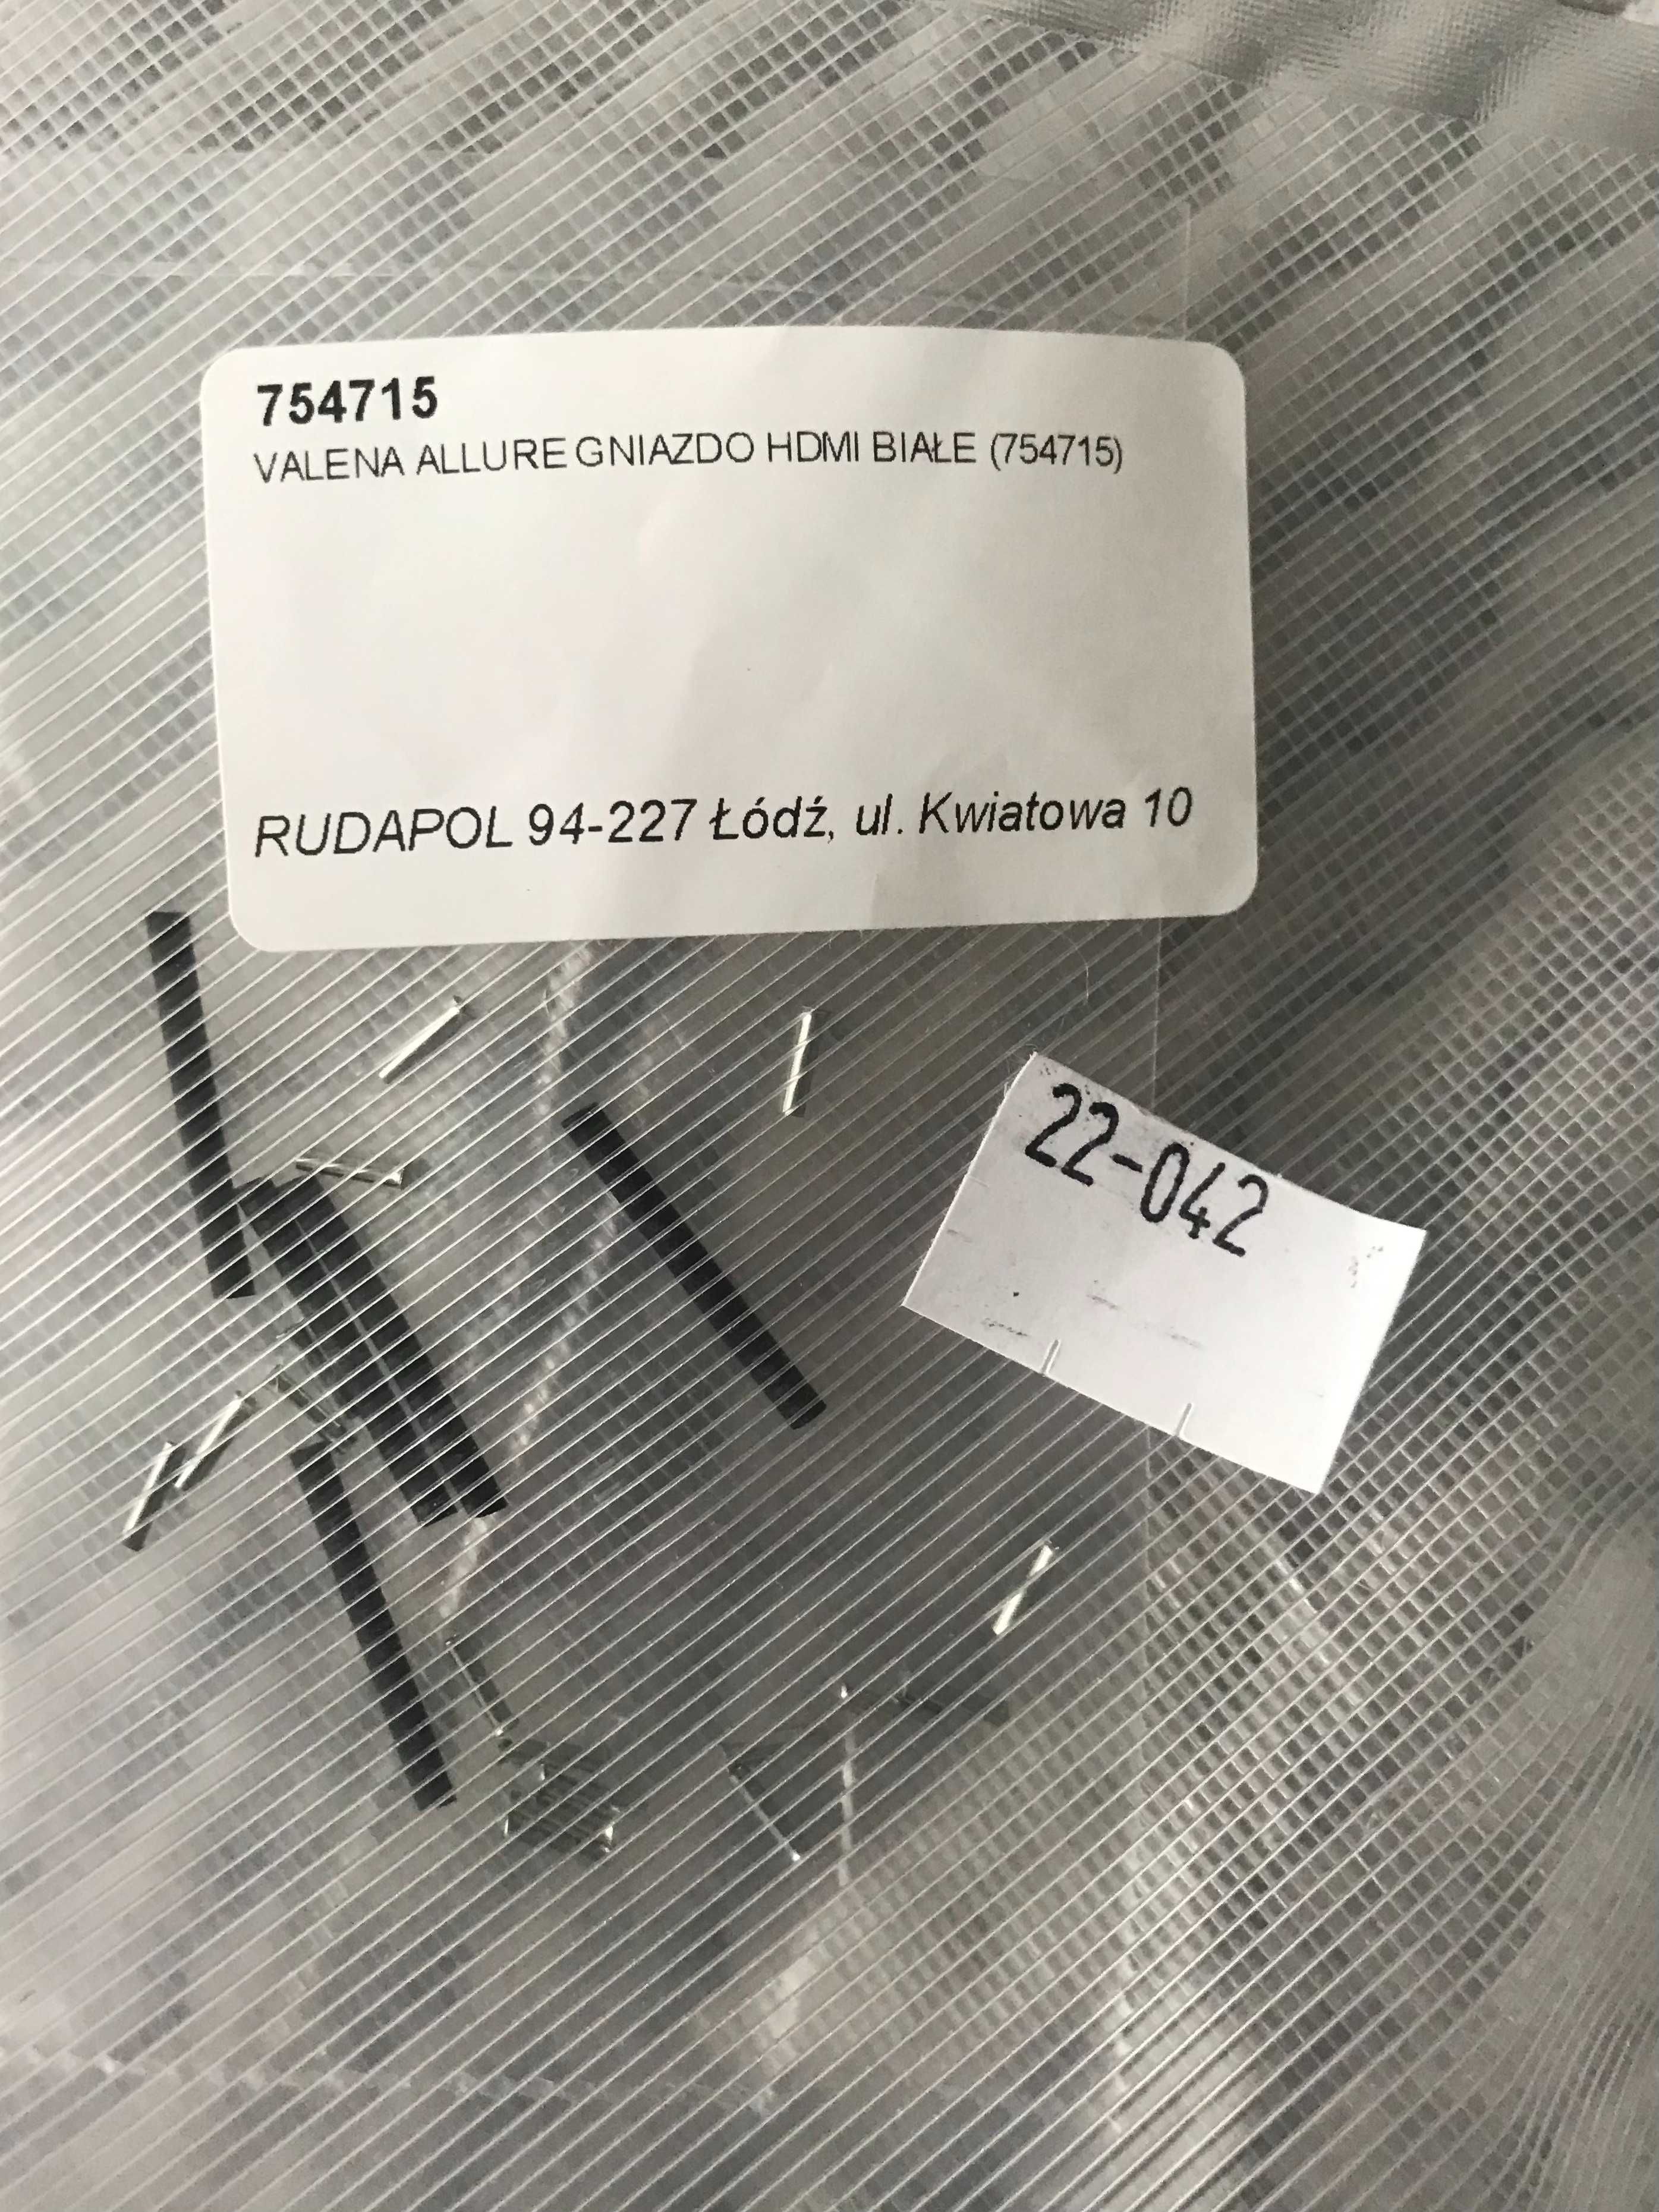 754715
VALENA ALLURE GNIAZDO HDMI BIAŁE (754715)
RUDAPOL 94-227 Łódź, ul. Kwiatowa 10
22-042